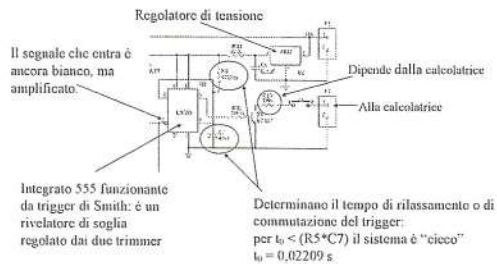 Regolatore di tensione
Il segnale che entra è
ancora bianco, ma
amplificato.
Dipende dalla calcolatrice
Alla calcolatrice
Integrato 555 funzionante
da trigger di Smith: è un
rivelatore di soglia
regolato dai due trimmer
Determinano il tempo di rilassamento o di
commutazione del trigger:
per t₀ < (R5*C7) il sistema è “cieco”
t₀ = 0,02209 s